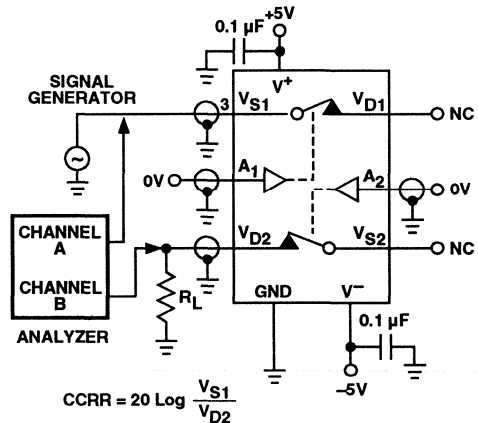 +5V
0.1 µF
V+
SIGNAL
GENERATOR
3
VS1
VD1
NC
0V
A1
A2
0V
CHANNEL
A
CHANNEL
B
ANALYZER
VD2
VS2
NC
RL
GND
V−
0.1 µF
−5V
CCRR = 20 Log VS1
VD2